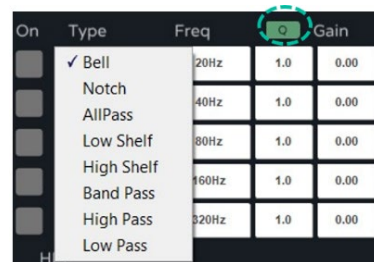 On Type Freq Q Gain
✓ Bell 20Hz 1.0 0.00
Notch
AllPass 40Hz 1.0 0.00
Low Shelf 80Hz 1.0 0.00
High Shelf
Band Pass 160Hz 1.0 0.00
High Pass 320Hz 1.0 0.00
Low Pass